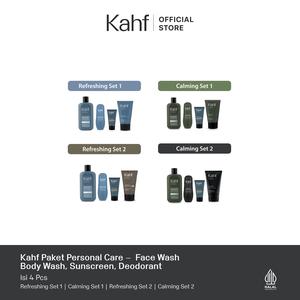 Kahf
OFFICIAL
STORE
Refreshing Set 1
Calming Set 1
Refreshing Set 2
Calming Set 2
Kahf Paket Personal Care – Face Wash
Body Wash, Sunscreen, Deodorant
Isi 4 Pcs
Refreshing Set 1 | Calming Set 1 | Refreshing Set 2 | Calming Set 2
HALAL